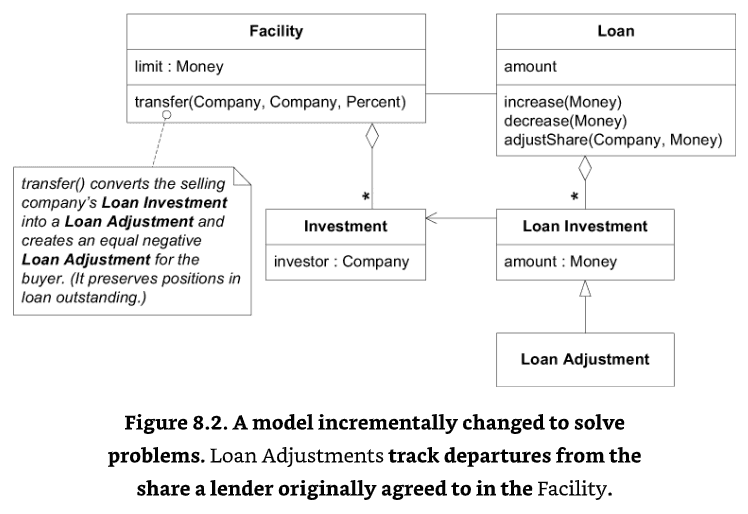 Facility
limit : Money
transfer(Company, Company, Percent)
Loan
amount
increase(Money)
decrease(Money)
adjustShare(Company, Money)
transfer() converts the selling
company's Loan Investment
into a Loan Adjustment and
creates an equal negative
Loan Adjustment for the
buyer. (It preserves positions in
loan outstanding.)
*
*
Investment
investor : Company
Loan Investment
amount : Money
Loan Adjustment
Figure 8.2. A model incrementally changed to solve
problems. Loan Adjustments track departures from the
share a lender originally agreed to in the Facility.